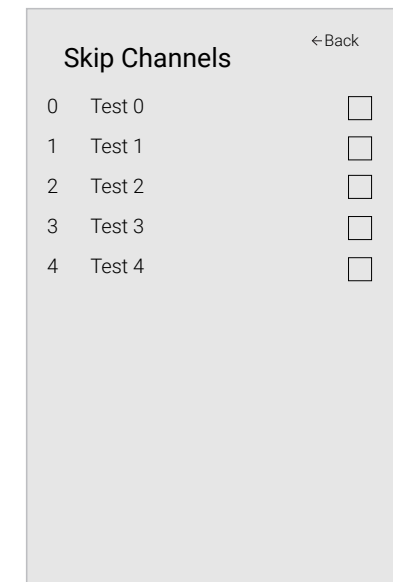 ←Back
Skip Channels
0 Test 0
1 Test 1
2 Test 2
3 Test 3
4 Test 4